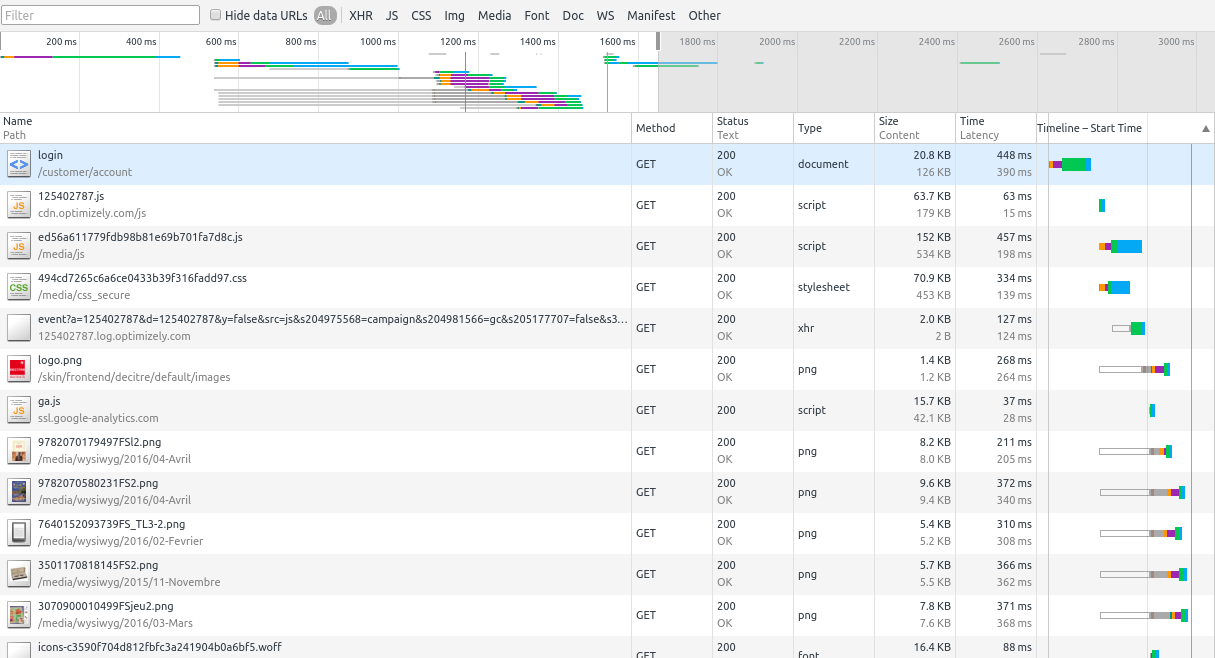 Filter Hide data URLs All XHR JS CSS Img Media Font Doc WS Manifest Other
200 ms 400 ms 600 ms 800 ms 1000 ms 1200 ms 1400 ms 1600 ms 1800 ms 2000 ms 2200 ms 2400 ms 2600 ms 2800 ms 3000 ms
Name Status Size Time
Path Method Text Type Content Latency Timeline – Start Time ▲
login 200 20.8 KB 448 ms
/customer/account GET OK document 126 KB 390 ms
125402787.js 200 63.7 KB 63 ms
cdn.optimizely.com/js GET OK script 179 KB 15 ms
ed56a611779fdb98b81e69b701fa7d8c.js 200 152 KB 457 ms
/media/js GET OK script 534 KB 198 ms
494cd7265c6a6ce0433b39f316fadd97.css 200 70.9 KB 334 ms
/media/css_secure GET OK stylesheet 453 KB 139 ms
event?a=125402787&d=125402787&y=false&src=js&s204975568=campaign&s204981566=gc&s205177707=false&s3... 200 2.0 KB 127 ms
125402787.log.optimizely.com GET OK xhr 2 B 124 ms
logo.png 200 1.4 KB 268 ms
/skin/frontend/decitre/default/images GET OK png 1.2 KB 264 ms
ga.js 15.7 KB 37 ms
ssl.google-analytics.com GET 200 script 42.1 KB 28 ms
9782070179497FSl2.png 200 8.2 KB 211 ms
/media/wysiwyg/2016/04-Avril GET OK png 8.0 KB 205 ms
9782070580231FS2.png 200 9.6 KB 372 ms
/media/wysiwyg/2016/04-Avril GET OK png 9.4 KB 340 ms
7640152093739FS_TL3-2.png 200 5.4 KB 310 ms
/media/wysiwyg/2016/02-Fevrier GET OK png 5.2 KB 308 ms
3501170818145FS2.png 200 5.7 KB 366 ms
/media/wysiwyg/2015/11-Novembre GET OK png 5.5 KB 362 ms
3070900010499FSjeu2.png 200 7.8 KB 371 ms
/media/wysiwyg/2016/03-Mars GET OK png 7.6 KB 368 ms
icons-c3590f704d812fbfc3a241904b0a6bf5.woff 200 16.4 KB 88 ms
GET font